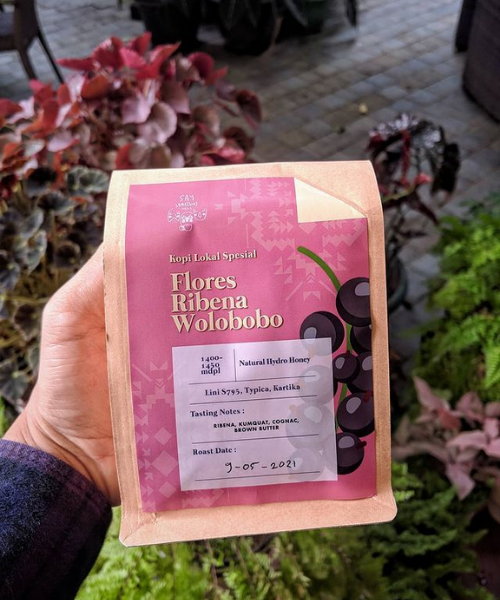 Kopi Lokal Spesial
Flores
Ribena
Wolobobo
1400-
1450
mdpl
Natural Hydro Honey
Lini S795, Typica, Kartika
Tasting Notes :
RIBENA, KUMQUAT, COGNAC,
BROWN BUTTER
Roast Date :
9-05-2021